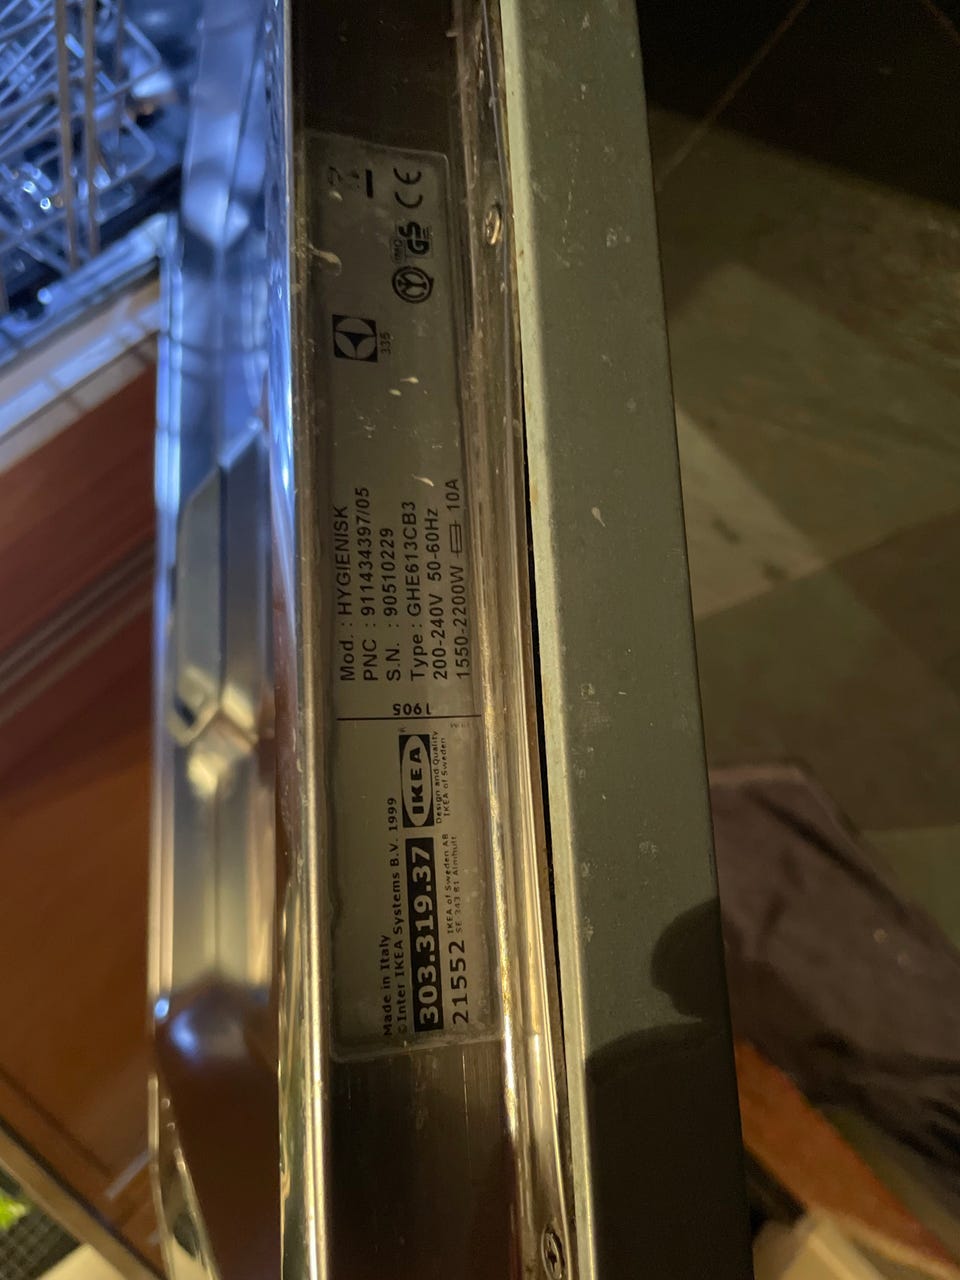 Made in Italy
©Inter IKEA Systems B.V. 1999
303.319.37
IKEA
®
21552
IKEA of Sweden AB
SE 343 81 Älmhult
Design and Quality
IKEA of Sweden
1905
Mod. : HYGIENISK
PNC : 911434397/05
S.N. : 90510229
Type : GHE613CB3
200-240V 50-60Hz
1550-2200W 10A
335
GS
CE